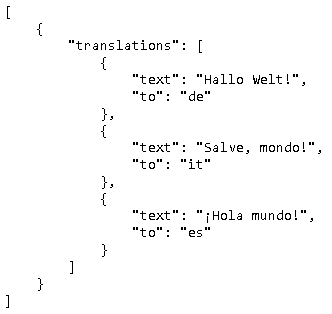 [
    {
        "translations": [
            {
                "text": "Hallo Welt!",
                "to": "de"
            },
            {
                "text": "Salve, mondo!",
                "to": "it"
            },
            {
                "text": "¡Hola mundo!",
                "to": "es"
            }
        ]
    }
]